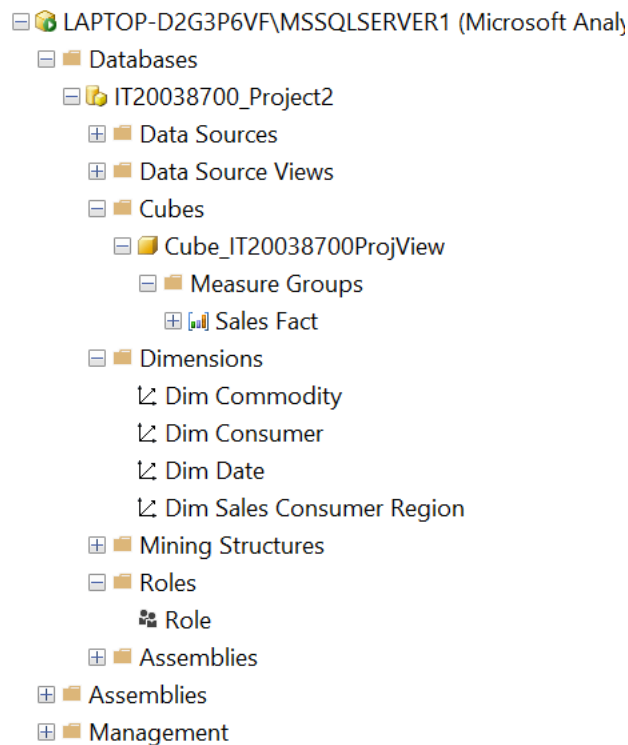 LAPTOP-D2G3P6VF\MSSQLSERVER1 (Microsoft Analy
Databases
IT20038700_Project2
Data Sources
Data Source Views
Cubes
Cube_IT20038700ProjView
Measure Groups
Sales Fact
Dimensions
Dim Commodity
Dim Consumer
Dim Date
Dim Sales Consumer Region
Mining Structures
Roles
Role
Assemblies
Assemblies
Management